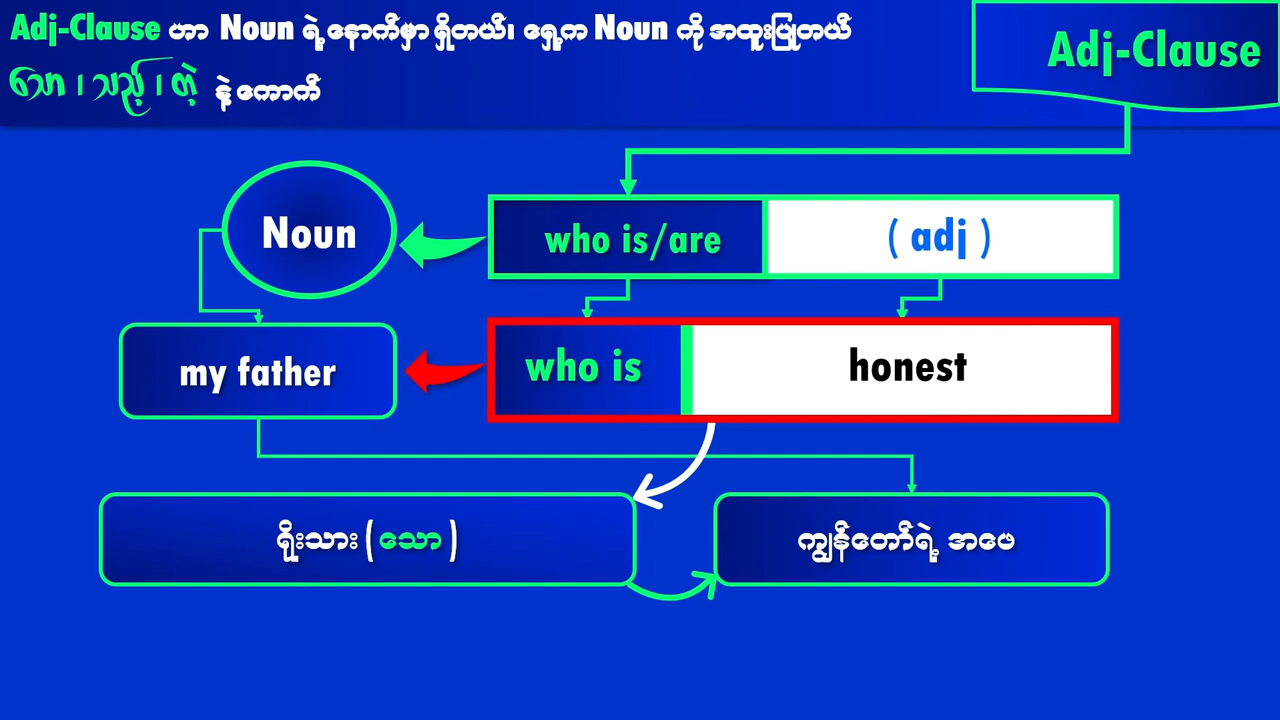 Adj-Clause ဟာ Noun ရဲ့ နောက်မှာ ရှိတယ်၊ ရှေ့က Noun ကို အထူးပြုတယ်
သော ၊ သည့် ၊ တဲ့ နဲ့ ကောက်
Adj-Clause
Noun
who is/are
( adj )
my father
who is
honest
ရိုးသား ( သော )
ကျွန်တော်ရဲ့ အဖေ